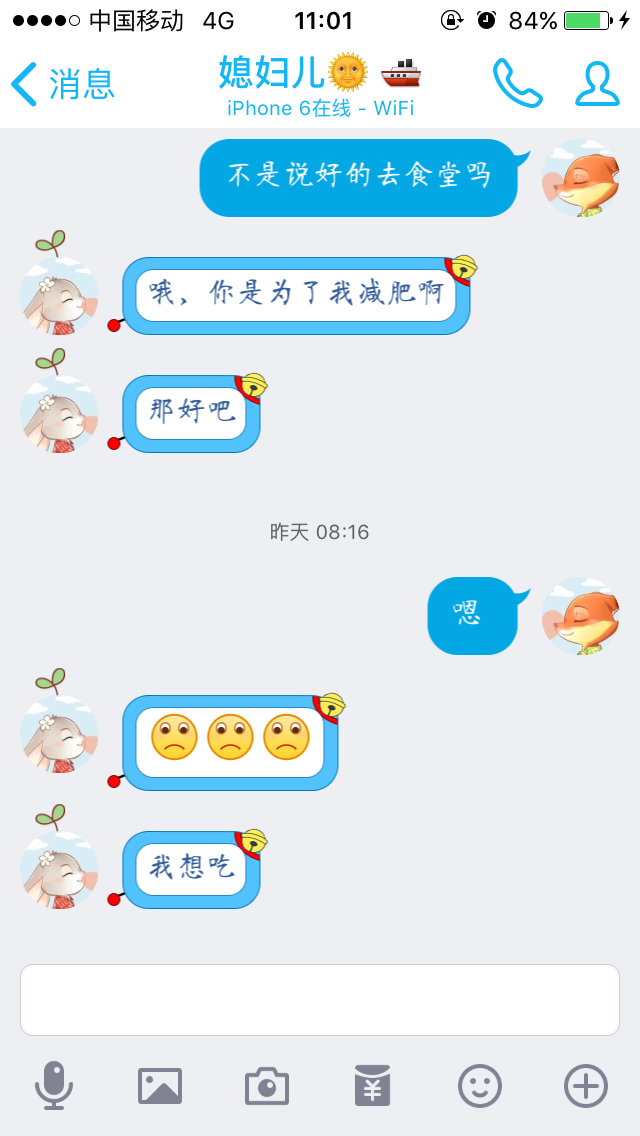 中国移动 4G 11:01 84%
消息 媳妇儿
iPhone 6在线 - WiFi
不是说好的去食堂吗
哦，你是为了我减肥啊
那好吧
昨天 08:16
嗯
我想吃
¥